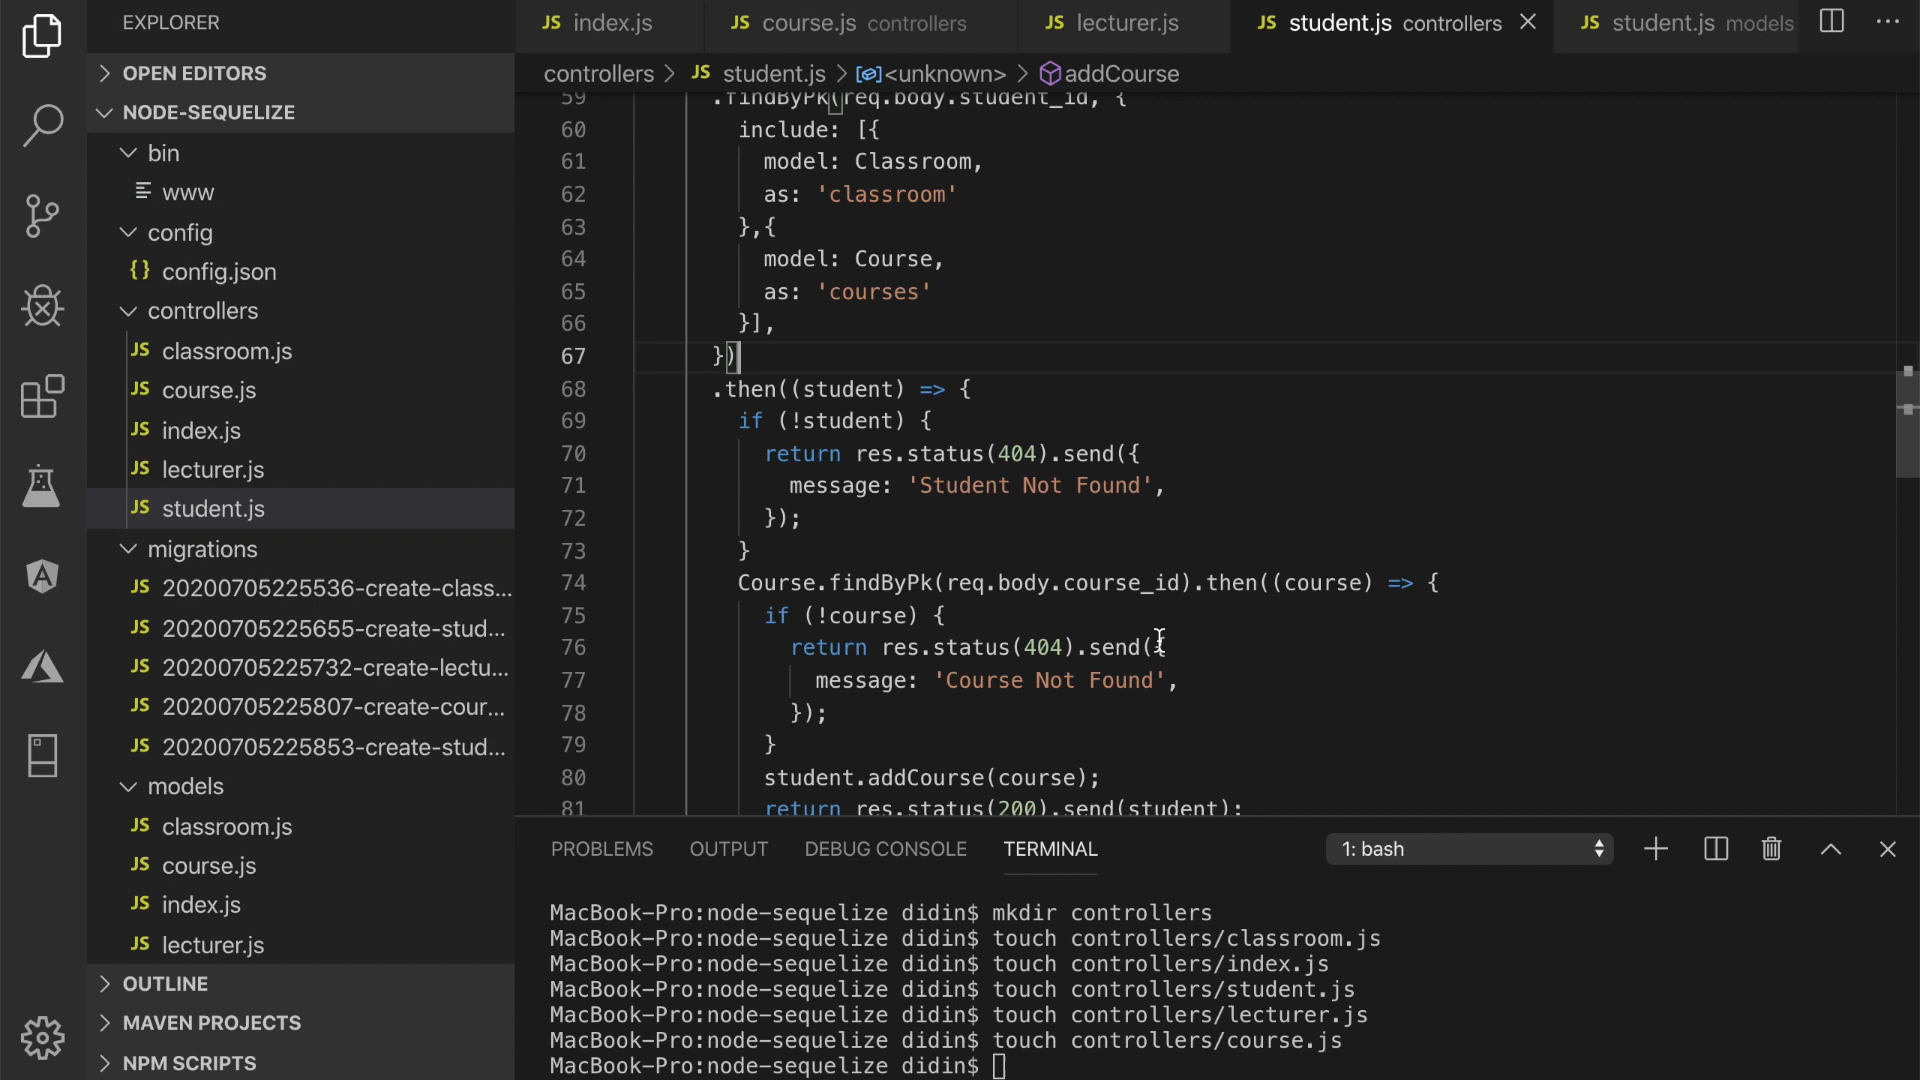 EXPLORER
OPEN EDITORS
NODE-SEQUELIZE
bin
www
config
{} config.json
controllers
JS classroom.js
JS course.js
JS index.js
JS lecturer.js
JS student.js
migrations
JS 20200705225536-create-class...
JS 20200705225655-create-stud...
JS 20200705225732-create-lectu...
JS 20200705225807-create-cour...
JS 20200705225853-create-stud...
models
JS classroom.js
JS course.js
JS index.js
JS lecturer.js
OUTLINE
MAVEN PROJECTS
NPM SCRIPTS
JS index.js
JS course.js controllers
JS lecturer.js
JS student.js controllers
JS student.js models
controllers > JS student.js > <unknown> > addCourse
59 .findByPk(req.body.student_id, {
60 include: [{
61 model: Classroom,
62 as: 'classroom'
63 },{
64 model: Course,
65 as: 'courses'
66 }],
67 })
68 .then((student) => {
69 if (!student) {
70 return res.status(404).send({
71 message: 'Student Not Found',
72 });
73 }
74 Course.findByPk(req.body.course_id).then((course) => {
75 if (!course) {
76 return res.status(404).send({
77 message: 'Course Not Found',
78 });
79 }
80 student.addCourse(course);
81 return res.status(200).send(student);
PROBLEMS OUTPUT DEBUG CONSOLE TERMINAL 1: bash
MacBook-Pro:node-sequelize didin$ mkdir controllers
MacBook-Pro:node-sequelize didin$ touch controllers/classroom.js
MacBook-Pro:node-sequelize didin$ touch controllers/index.js
MacBook-Pro:node-sequelize didin$ touch controllers/student.js
MacBook-Pro:node-sequelize didin$ touch controllers/lecturer.js
MacBook-Pro:node-sequelize didin$ touch controllers/course.js
MacBook-Pro:node-sequelize didin$